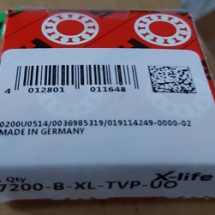 4 012801 011648
0200U0514/0036985319/019114249-0000-02
MADE IN GERMANY
Qty
X-life
7200-B-XL-TVP-UO